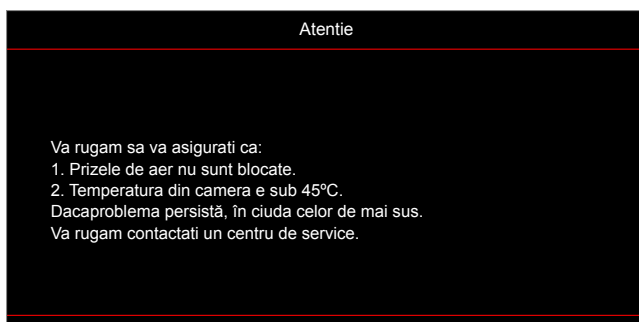 Atentie
Va rugam sa va asigurati ca:
1. Prizele de aer nu sunt blocate.
2. Temperatura din camera e sub 45ºC.
Dacaproblema persistă, în ciuda celor de mai sus.
Va rugam contactati un centru de service.